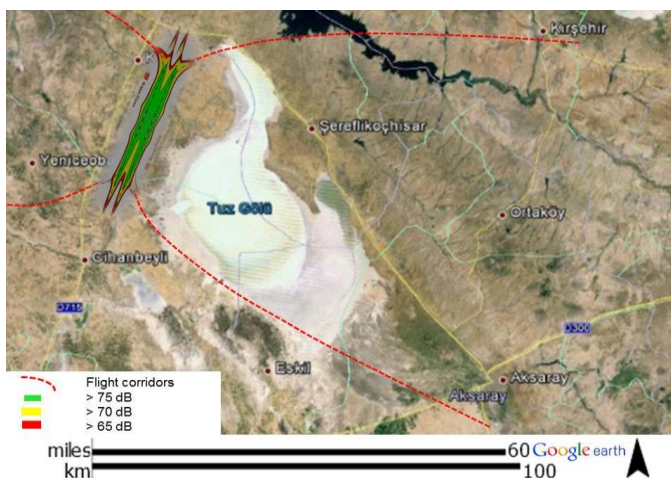 Kırşehir
K
Şereflikoçhisar
Yeniceob
Tuz Gölü
Ortaköy
Cihanbeyli
D715
D300
Eskil
Aksaray
Aksaray
Flight corridors
> 75 dB
> 70 dB
> 65 dB
miles 60 Google earth
km 100